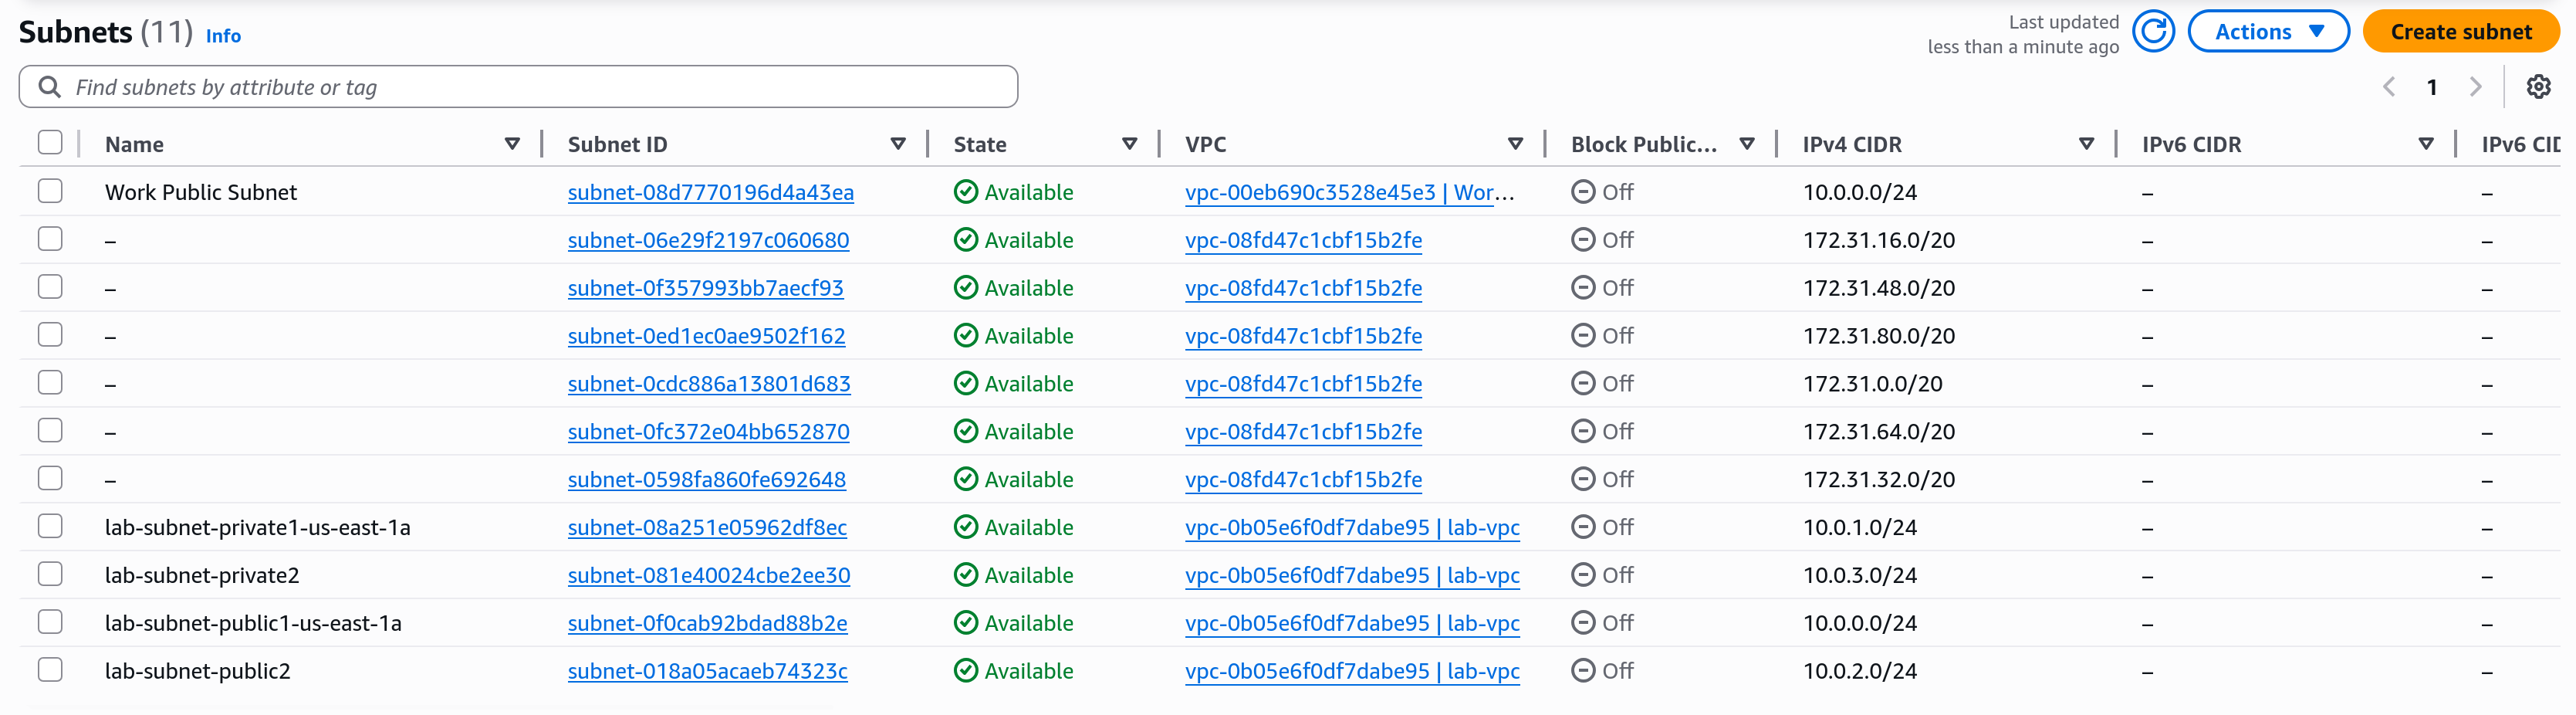 Subnets (11) Info
Last updated
less than a minute ago
Actions
Create subnet
Find subnets by attribute or tag
1
Name Subnet ID State VPC Block Public... IPv4 CIDR IPv6 CIDR IPv6 CID
Work Public Subnet subnet-08d7770196d4a43ea Available vpc-00eb690c3528e45e3 | Wor... Off 10.0.0.0/24 – –
– subnet-06e29f2197c060680 Available vpc-08fd47c1cbf15b2fe Off 172.31.16.0/20 – –
– subnet-0f357993bb7aecf93 Available vpc-08fd47c1cbf15b2fe Off 172.31.48.0/20 – –
– subnet-0ed1ec0ae9502f162 Available vpc-08fd47c1cbf15b2fe Off 172.31.80.0/20 – –
– subnet-0cdc886a13801d683 Available vpc-08fd47c1cbf15b2fe Off 172.31.0.0/20 – –
– subnet-0fc372e04bb652870 Available vpc-08fd47c1cbf15b2fe Off 172.31.64.0/20 – –
– subnet-0598fa860fe692648 Available vpc-08fd47c1cbf15b2fe Off 172.31.32.0/20 – –
lab-subnet-private1-us-east-1a subnet-08a251e05962df8ec Available vpc-0b05e6f0df7dabe95 | lab-vpc Off 10.0.1.0/24 – –
lab-subnet-private2 subnet-081e40024cbe2ee30 Available vpc-0b05e6f0df7dabe95 | lab-vpc Off 10.0.3.0/24 – –
lab-subnet-public1-us-east-1a subnet-0f0cab92bdad88b2e Available vpc-0b05e6f0df7dabe95 | lab-vpc Off 10.0.0.0/24 – –
lab-subnet-public2 subnet-018a05acaeb74323c Available vpc-0b05e6f0df7dabe95 | lab-vpc Off 10.0.2.0/24 – –